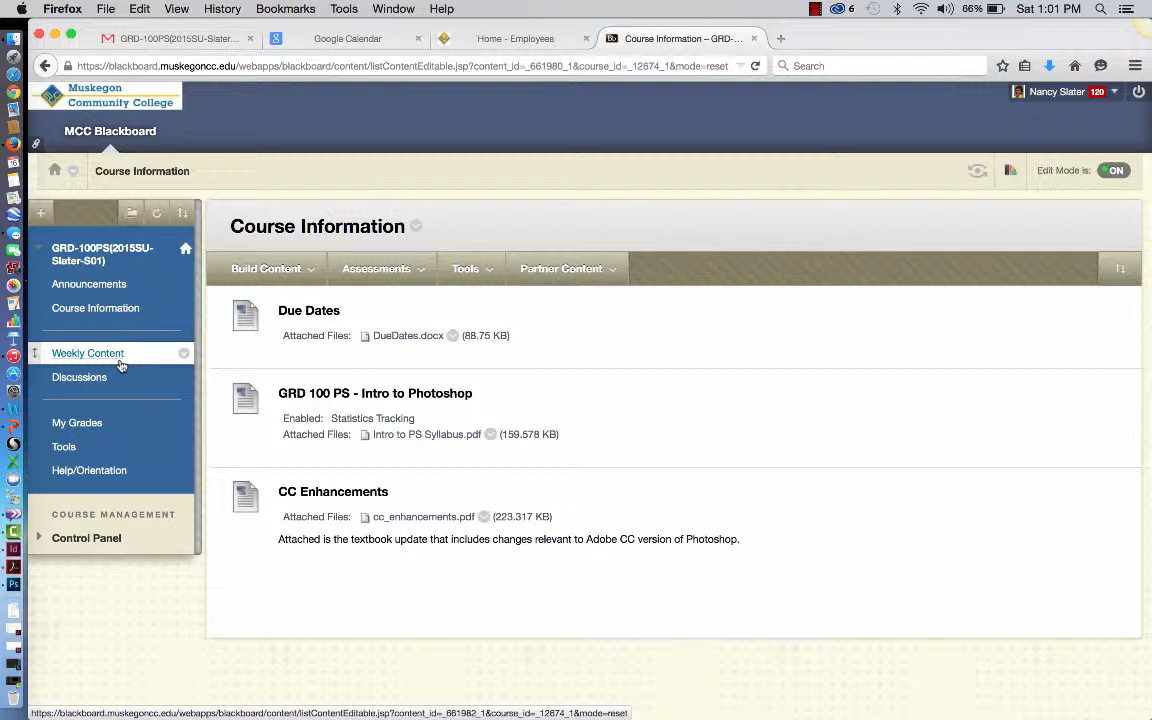 Firefox File Edit View History Bookmarks Tools Window Help 6 66% Sat 1:01 PM
GRD-100PS(2015SU-Slater... × Google Calendar × Home - Employees × Bb Course Information – GRD-... × +
https://blackboard.muskegoncc.edu/webapps/blackboard/content/listContentEditable.jsp?content_id=_661980_1&course_id=_12674_1&mode=reset Search
Muskegon
Community College
Nancy Slater 120
MCC Blackboard
Course Information
Edit Mode is: ON
GRD-100PS(2015SU-
Slater-S01)
Announcements
Course Information
Weekly Content
Discussions
My Grades
Tools
Help/Orientation
COURSE MANAGEMENT
Control Panel
Course Information
Build Content Assessments Tools Partner Content
Due Dates
Attached Files: DueDates.docx (88.75 KB)
GRD 100 PS - Intro to Photoshop
Enabled: Statistics Tracking
Attached Files: Intro to PS Syllabus.pdf (159.578 KB)
CC Enhancements
Attached Files: cc_enhancements.pdf (223.317 KB)
Attached is the textbook update that includes changes relevant to Adobe CC version of Photoshop.
Id
Ps
https://blackboard.muskegoncc.edu/webapps/blackboard/content/listContentEditable.jsp?content_id=_661982_1&course_id=_12674_1&mode=reset